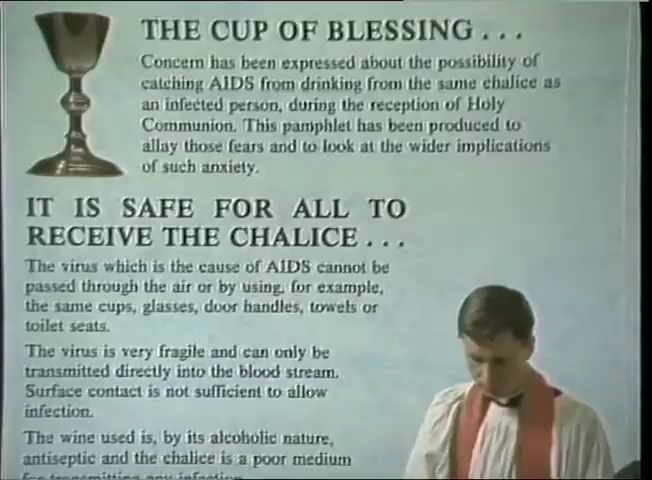 THE CUP OF BLESSING . . .
Concern has been expressed about the possibility of
catching AIDS from drinking from the same chalice as
an infected person, during the reception of Holy
Communion. This pamphlet has been produced to
allay those fears and to look at the wider implications
of such anxiety.
IT IS SAFE FOR ALL TO
RECEIVE THE CHALICE . . .
The virus which is the cause of AIDS cannot be
passed through the air or by using, for example,
the same cups, glasses, door handles, towels or
toilet seats.
The virus is very fragile and can only be
transmitted directly into the blood stream.
Surface contact is not sufficient to allow
infection.
The wine used is, by its alcoholic nature,
antiseptic and the chalice is a poor medium
for transmitting any infection